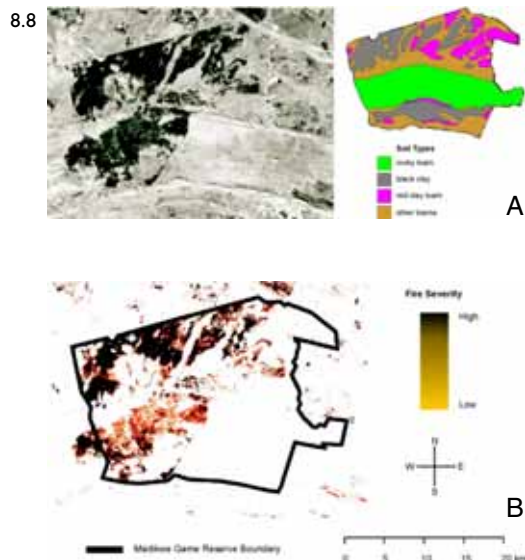 8.8
Soil Types
rocky loam
black clay
red clay loam
other loams
A
Fire Severity
High
Low
N
W E
S
B
Madikwe Game Reserve Boundary
0 5 10 15 20 km